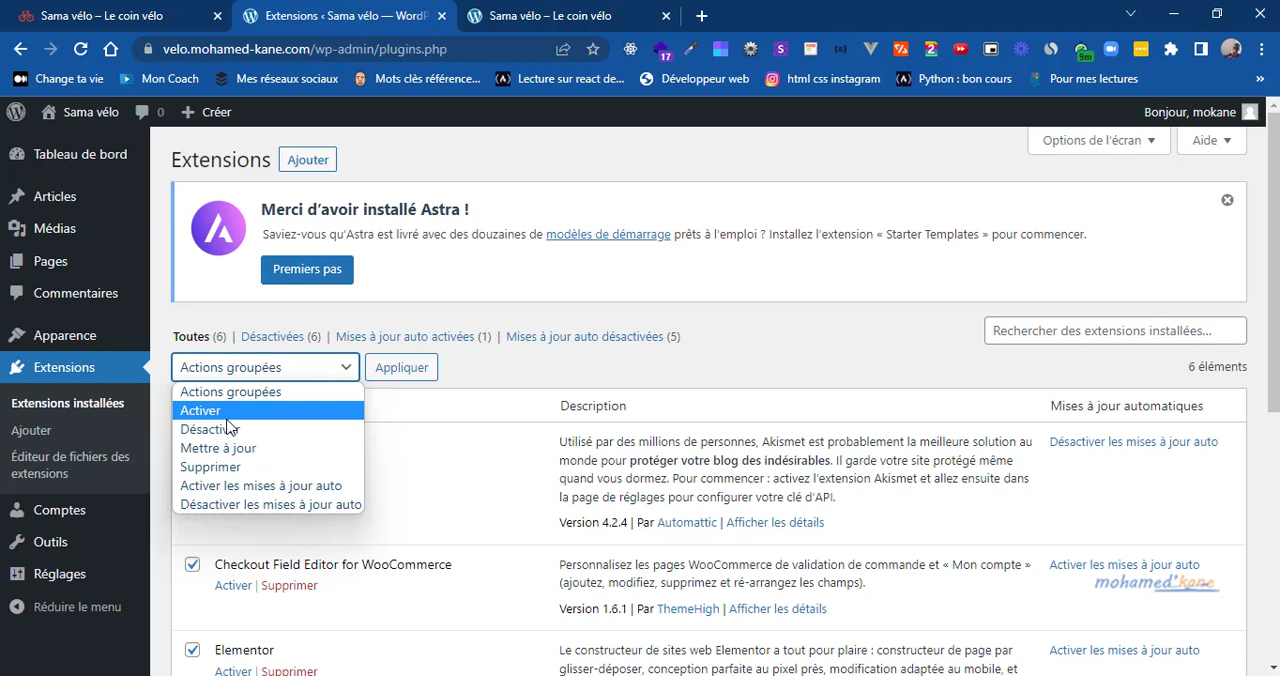 Sama vélo – Le coin vélo
Extensions ‹ Sama vélo — WordP
Sama vélo – Le coin vélo
velo.mohamed-kane.com/wp-admin/plugins.php
17
S
2
9m
Change ta vie
Mon Coach
Mes réseaux sociaux
Mots clés référence...
Lecture sur react de...
Développeur web
html css instagram
Python : bon cours
Pour mes lectures
»
Sama vélo
0
Créer
Bonjour, mokane
Tableau de bord
Articles
Médias
Pages
Commentaires
Apparence
Extensions
Extensions installées
Ajouter
Éditeur de fichiers des
extensions
Comptes
Outils
Réglages
Réduire le menu
Options de l’écran
Aide
Extensions
Ajouter
Merci d’avoir installé Astra !
Saviez-vous qu’Astra est livré avec des douzaines de modèles de démarrage prêts à l’emploi ? Installez l’extension « Starter Templates » pour commencer.
Premiers pas
Toutes (6) | Désactivées (6) | Mises à jour auto activées (1) | Mises à jour auto désactivées (5)
Rechercher des extensions installées…
Actions groupées
Appliquer
6 éléments
Actions groupées
Activer
Désactiver
Mettre à jour
Supprimer
Activer les mises à jour auto
Désactiver les mises à jour auto
Description
Mises à jour automatiques
Utilisé par des millions de personnes, Akismet est probablement la meilleure solution au
monde pour protéger votre blog des indésirables. Il garde votre site protégé même
quand vous dormez. Pour commencer : activez l’extension Akismet et allez ensuite dans
la page de réglages pour configurer votre clé d’API.
Version 4.2.4 | Par Automattic | Afficher les détails
Désactiver les mises à jour auto
Checkout Field Editor for WooCommerce
Activer | Supprimer
Personnalisez les pages WooCommerce de validation de commande et « Mon compte »
(ajoutez, modifiez, supprimez et ré-arrangez les champs).
Version 1.6.1 | Par ThemeHigh | Afficher les détails
Activer les mises à jour auto
mohamed'kane
Elementor
Activer | Supprimer
Le constructeur de sites web Elementor a tout pour plaire : constructeur de page par
glisser-déposer, conception parfaite au pixel près, modification adaptée au mobile, et
Activer les mises à jour auto